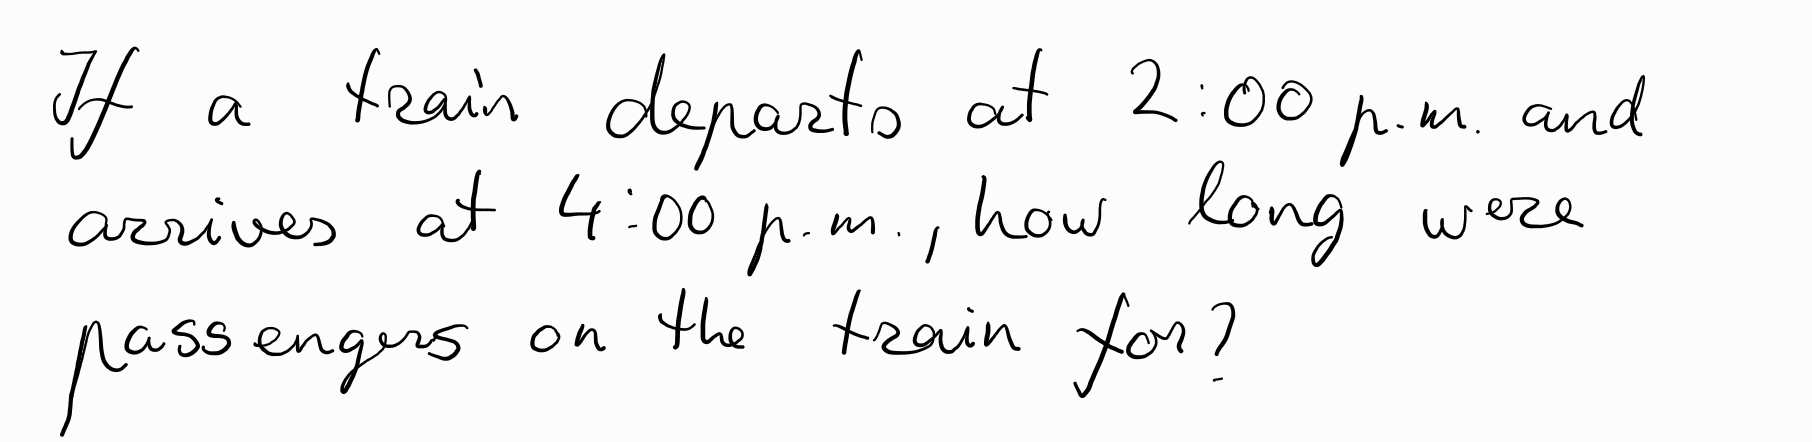 If a train departs at 2:00 p.m. and
arrives at 4:00 p.m., how long were
passengers on the train for?